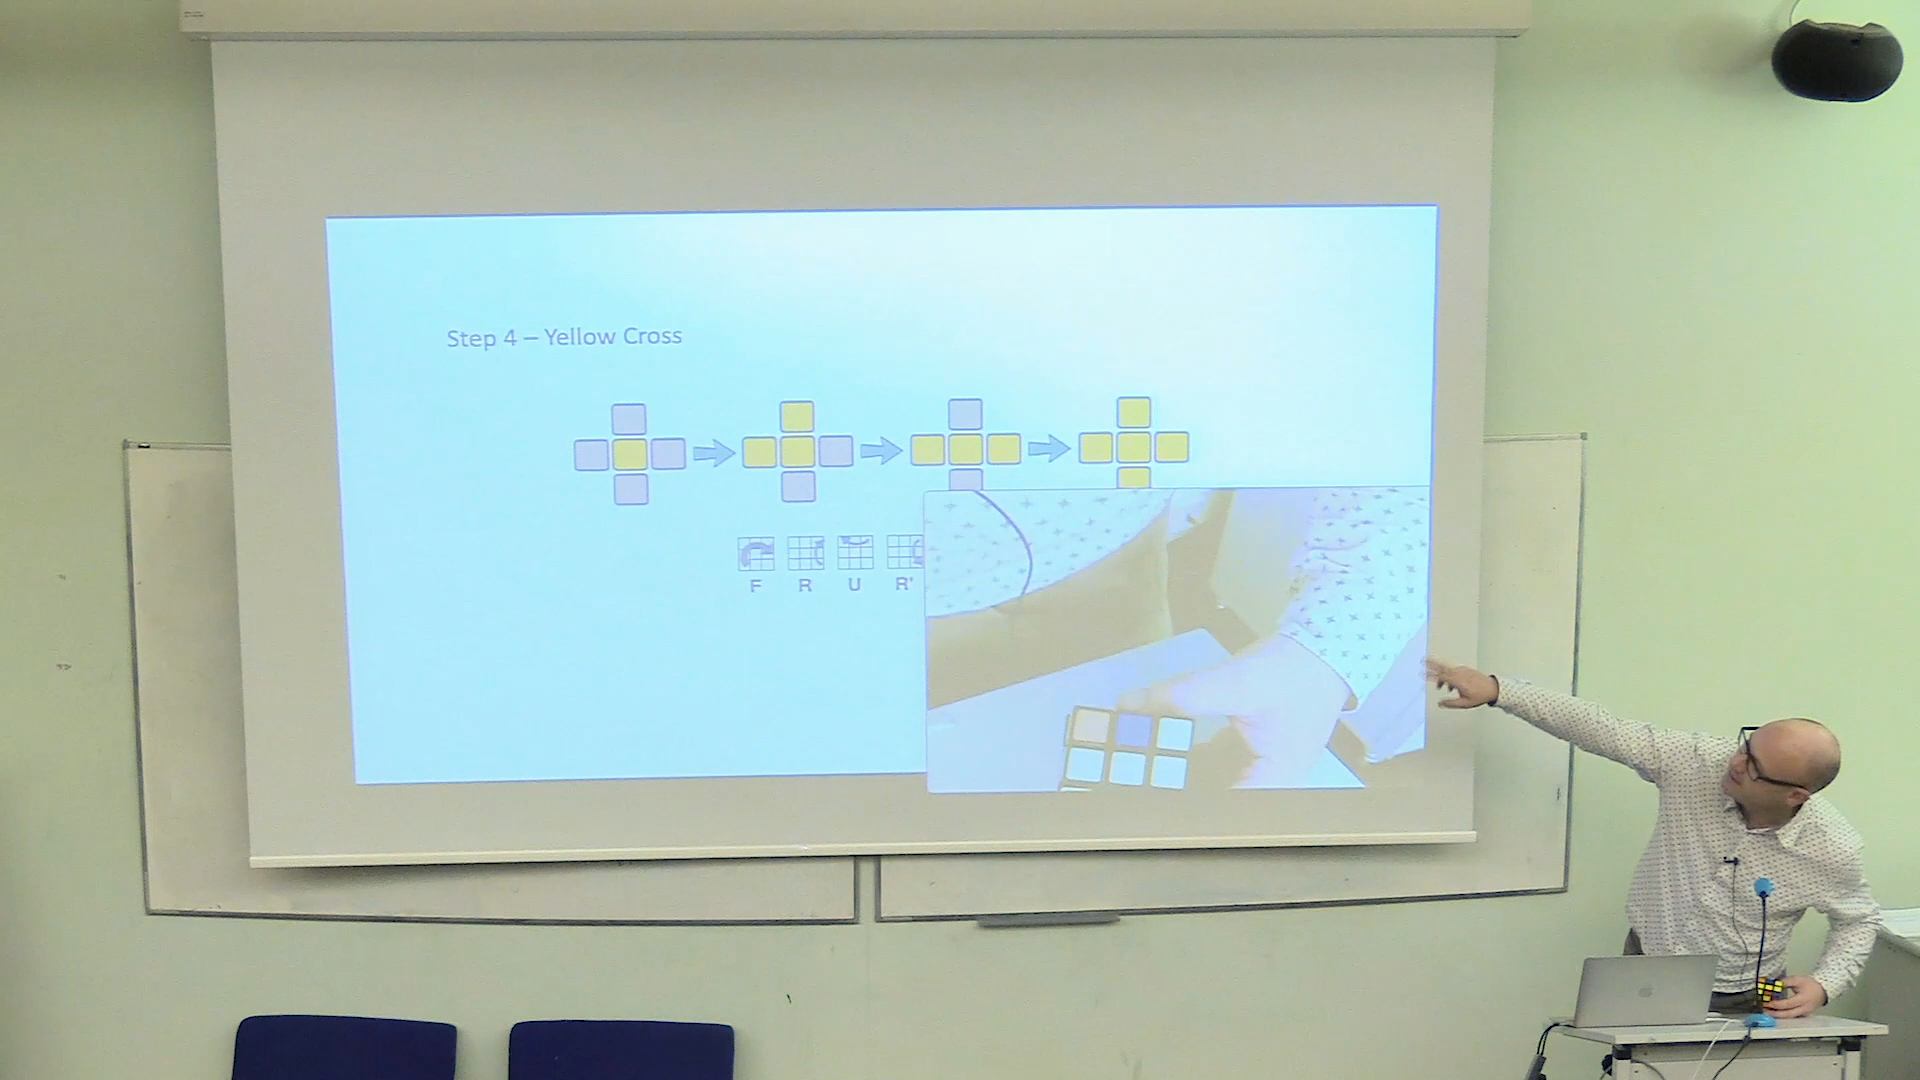 Step 4 – Yellow Cross
F R U R'